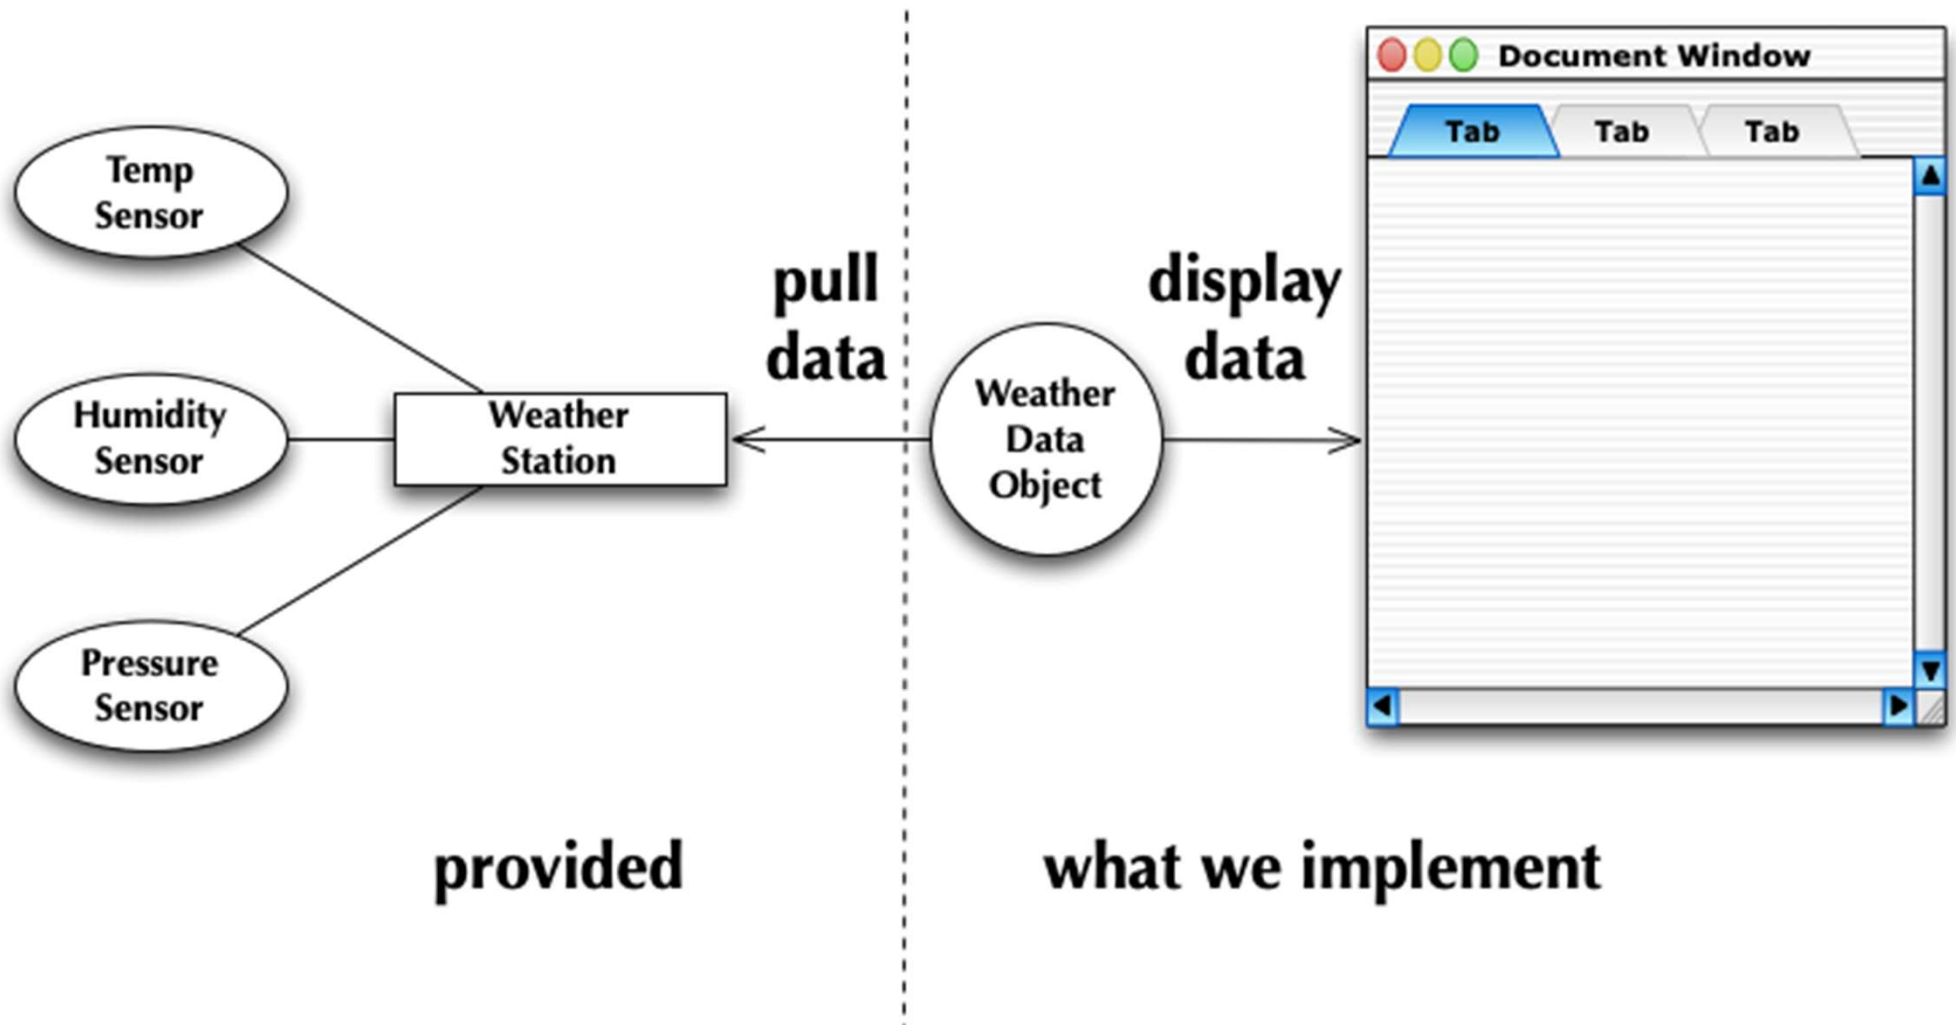 Document Window
Tab Tab Tab
Temp
Sensor
pull
data
display
data
Humidity
Sensor
Weather
Station
Weather
Data
Object
Pressure
Sensor
provided
what we implement